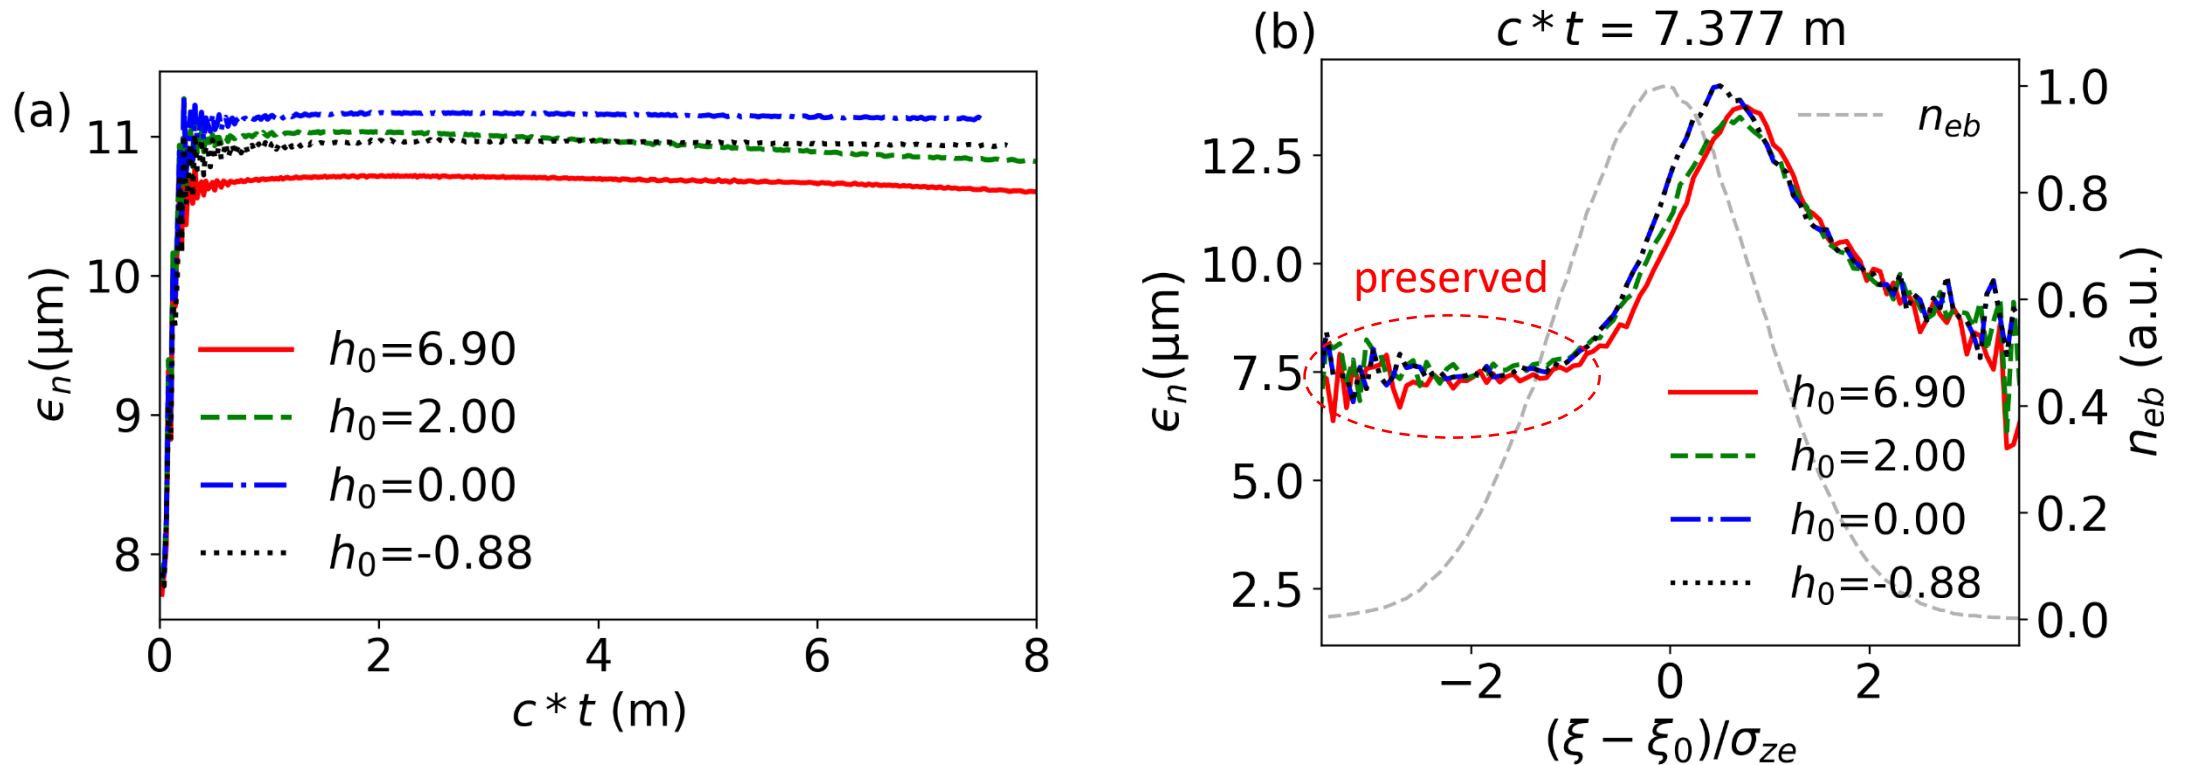 (a)
11
10
9
8
ϵn(μm)
h0=6.90
h0=2.00
h0=0.00
h0=-0.88
0 2 4 6 8
c * t (m)
(b)
c * t = 7.377 m
12.5
10.0
7.5
5.0
2.5
ϵn(μm)
preserved
neb
h0=6.90
h0=2.00
h0=0.00
h0=-0.88
1.0
0.8
0.6
0.4
0.2
0.0
neb (a.u.)
−2 0 2
(ξ − ξ0)/σze